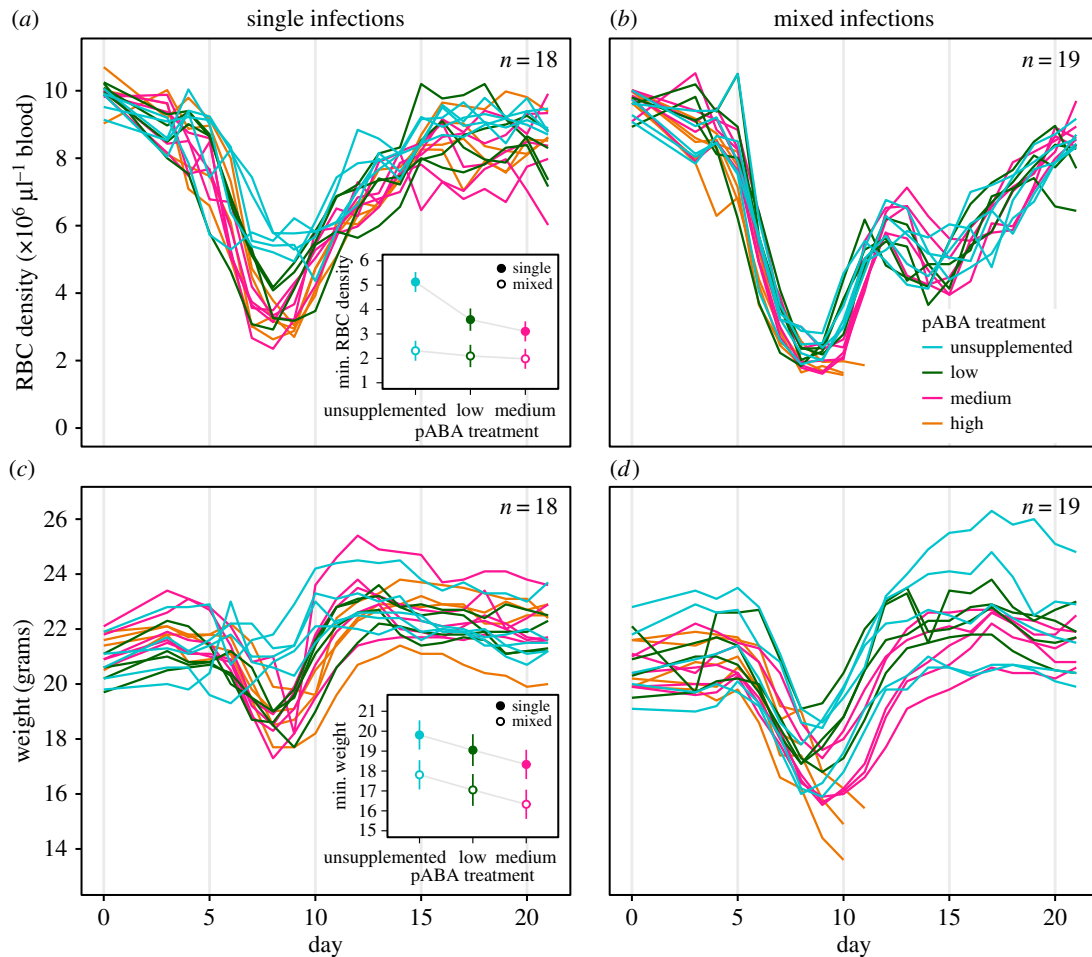 (a) single infections
(b) mixed infections
n = 18
RBC density (×10⁶ µl⁻¹ blood)
10
8
6
4
2
0
min. RBC density
6
5
4
3
2
1
single
mixed
unsupplemented low medium
pABA treatment
n = 19
pABA treatment
unsupplemented
low
medium
high
(c)
n = 18
weight (grams)
26
24
22
20
18
16
14
min. weight
21
20
19
18
17
16
15
single
mixed
unsupplemented low medium
pABA treatment
0 5 10 15 20
day
(d)
n = 19
0 5 10 15 20
day